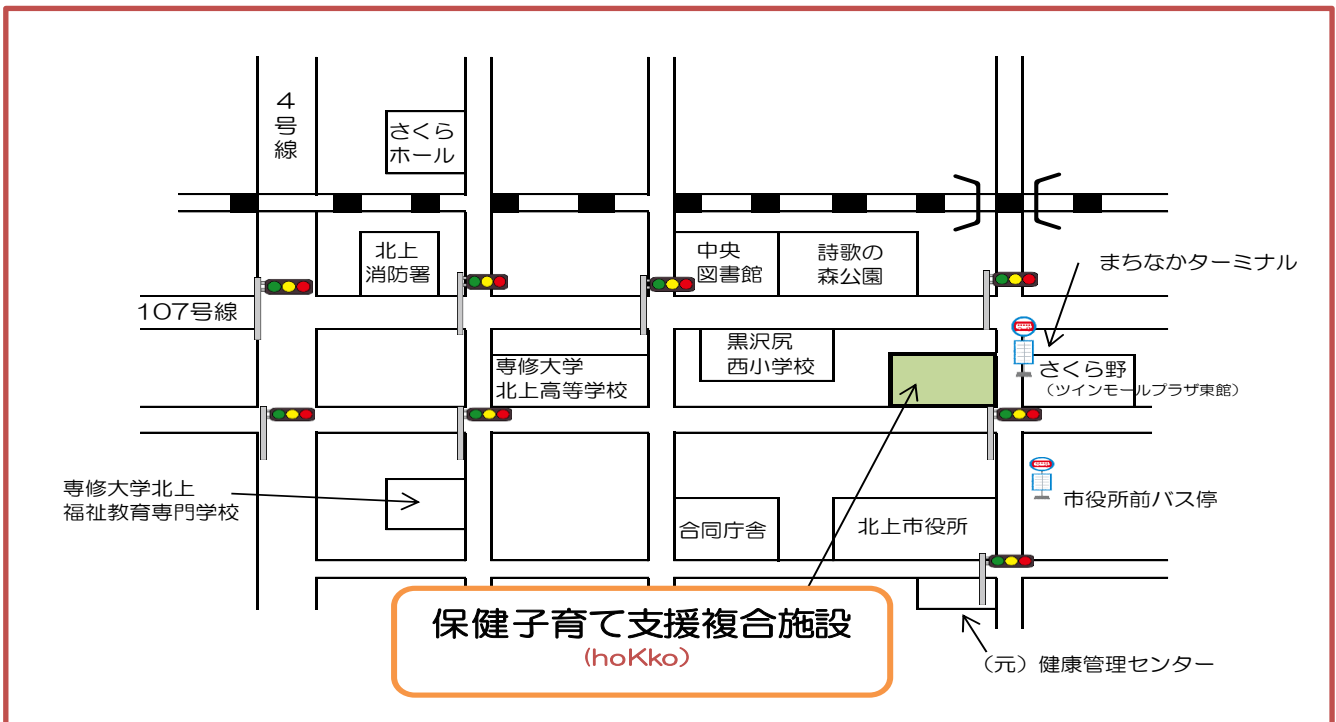 4
号
線
さくら
ホール
北上
消防署
中央
図書館
詩歌の
森公園
まちなかターミナル
107号線
黒沢尻
西小学校
専修大学
北上高等学校
さくら野
（ツインモールプラザ東館）
専修大学北上
福祉教育専門学校
市役所前バス停
合同庁舎
北上市役所
保健子育て支援複合施設
(hoKko)
（元）健康管理センター